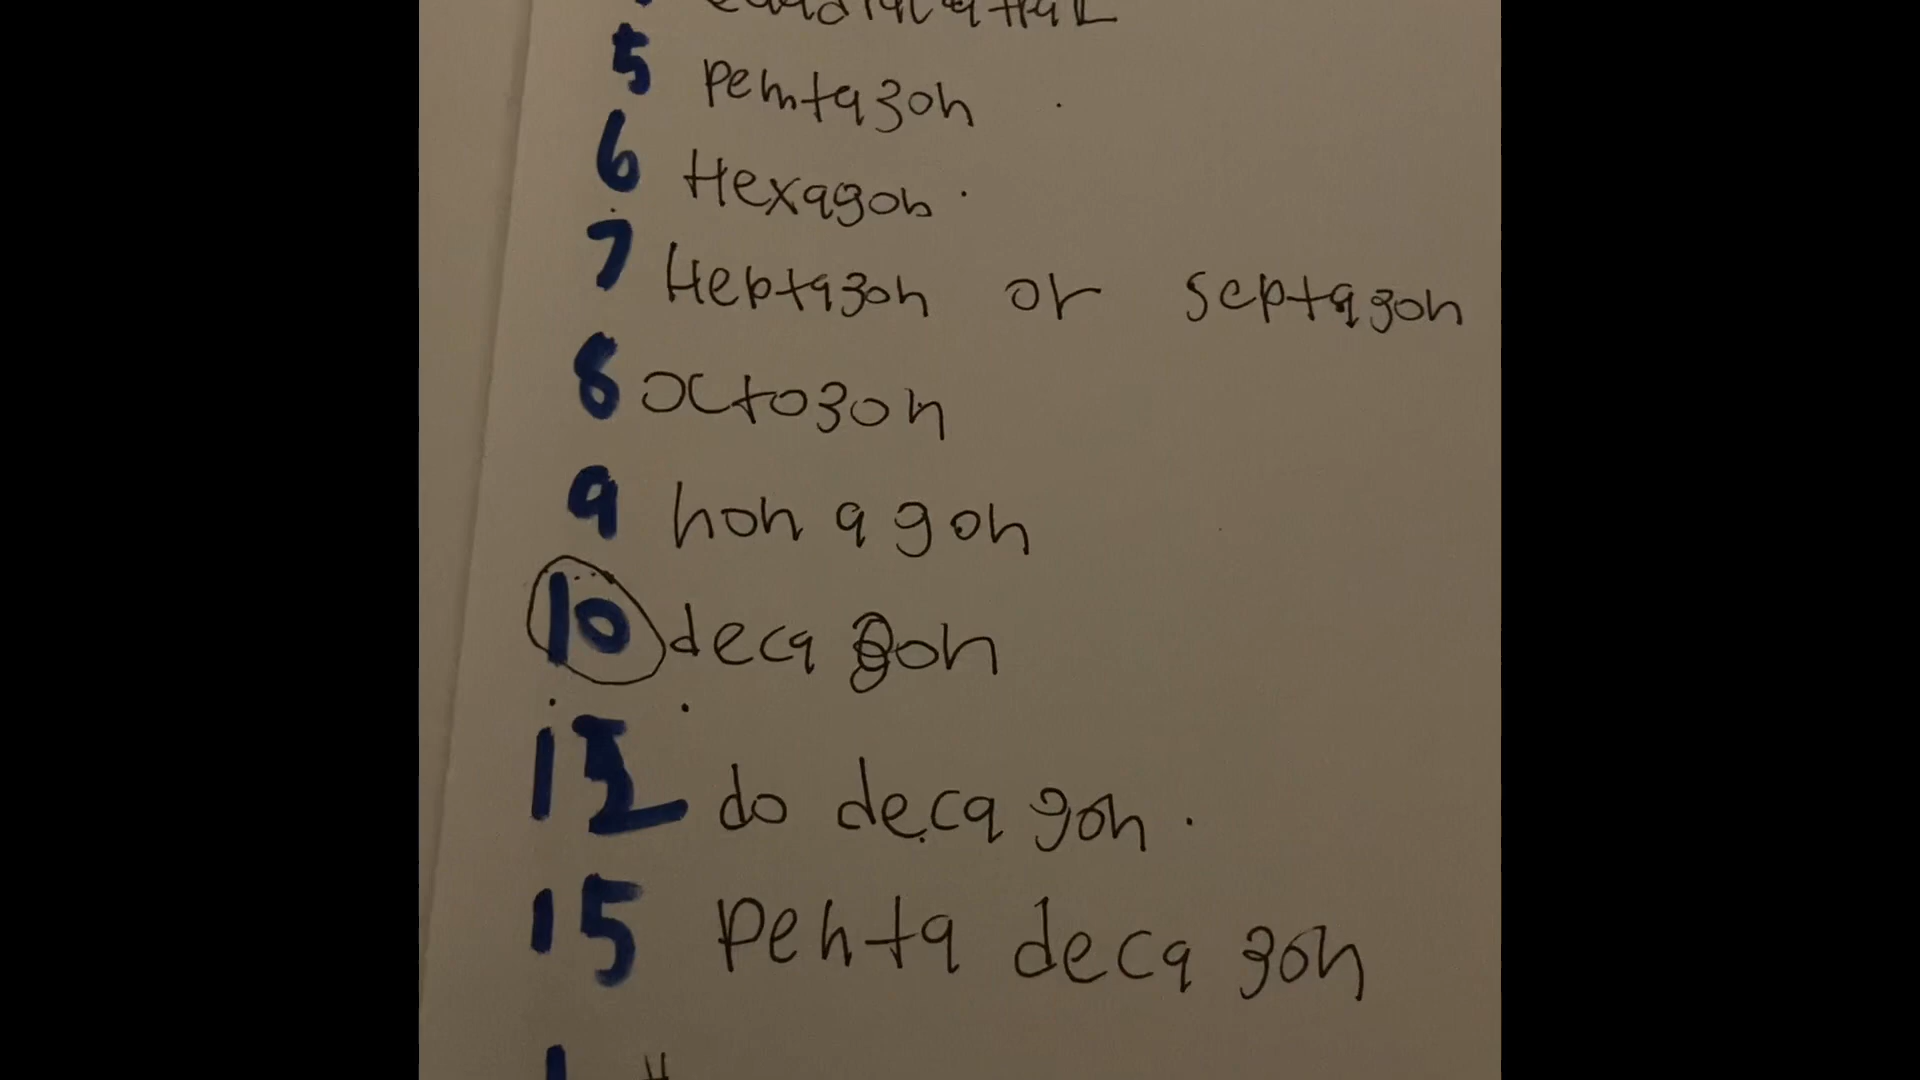 5 Pentagon
6 Hexagon
7 Heptagon or septagon
8 octogon
9 nonagon
10 decagon
12 do decagon.
15 penta decagon